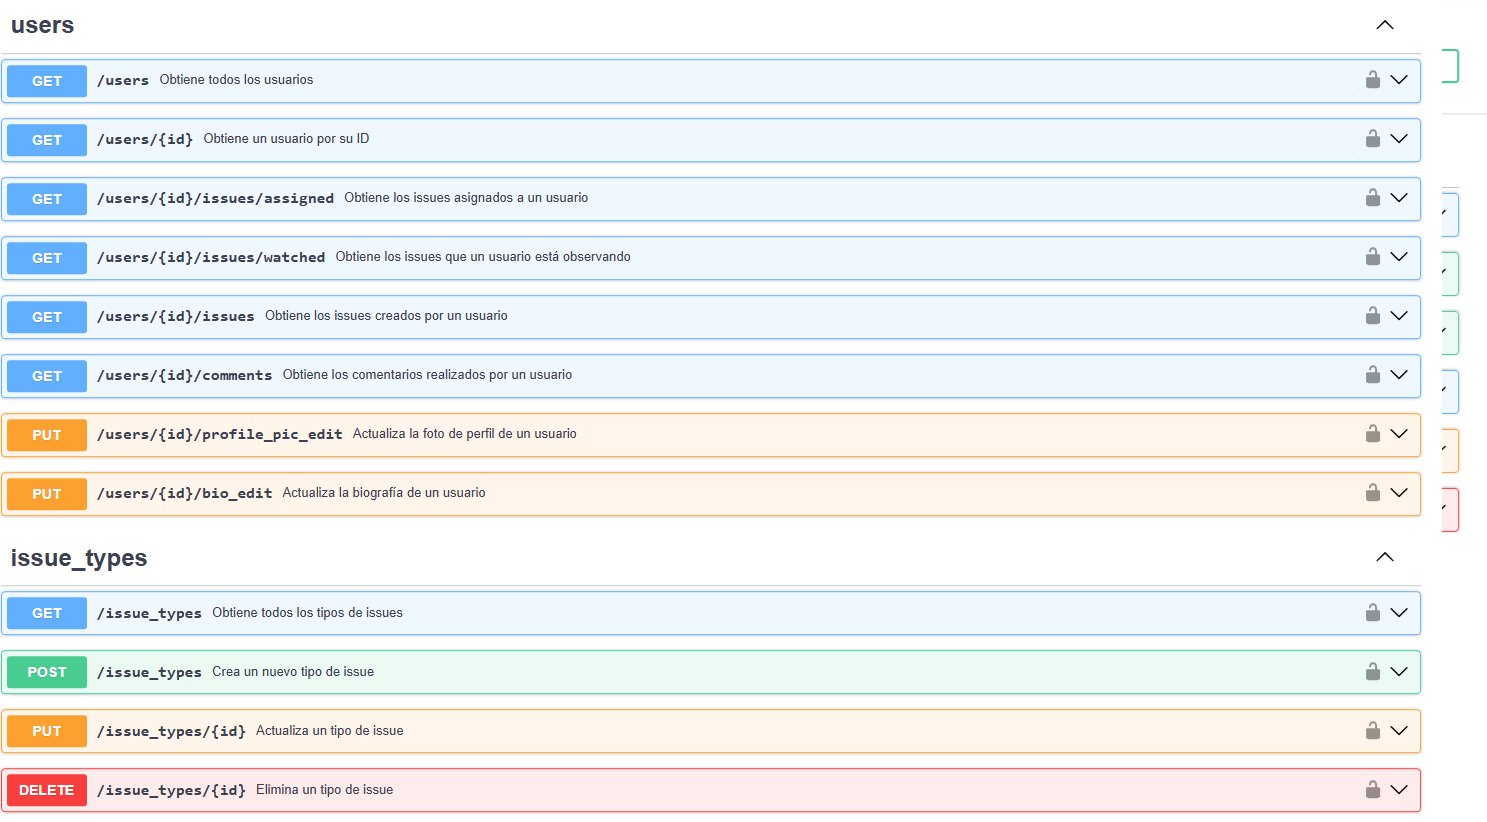 users
GET /users Obtiene todos los usuarios
GET /users/{id} Obtiene un usuario por su ID
GET /users/{id}/issues/assigned Obtiene los issues asignados a un usuario
GET /users/{id}/issues/watched Obtiene los issues que un usuario está observando
GET /users/{id}/issues Obtiene los issues creados por un usuario
GET /users/{id}/comments Obtiene los comentarios realizados por un usuario
PUT /users/{id}/profile_pic_edit Actualiza la foto de perfil de un usuario
PUT /users/{id}/bio_edit Actualiza la biografía de un usuario
issue_types
GET /issue_types Obtiene todos los tipos de issues
POST /issue_types Crea un nuevo tipo de issue
PUT /issue_types/{id} Actualiza un tipo de issue
DELETE /issue_types/{id} Elimina un tipo de issue